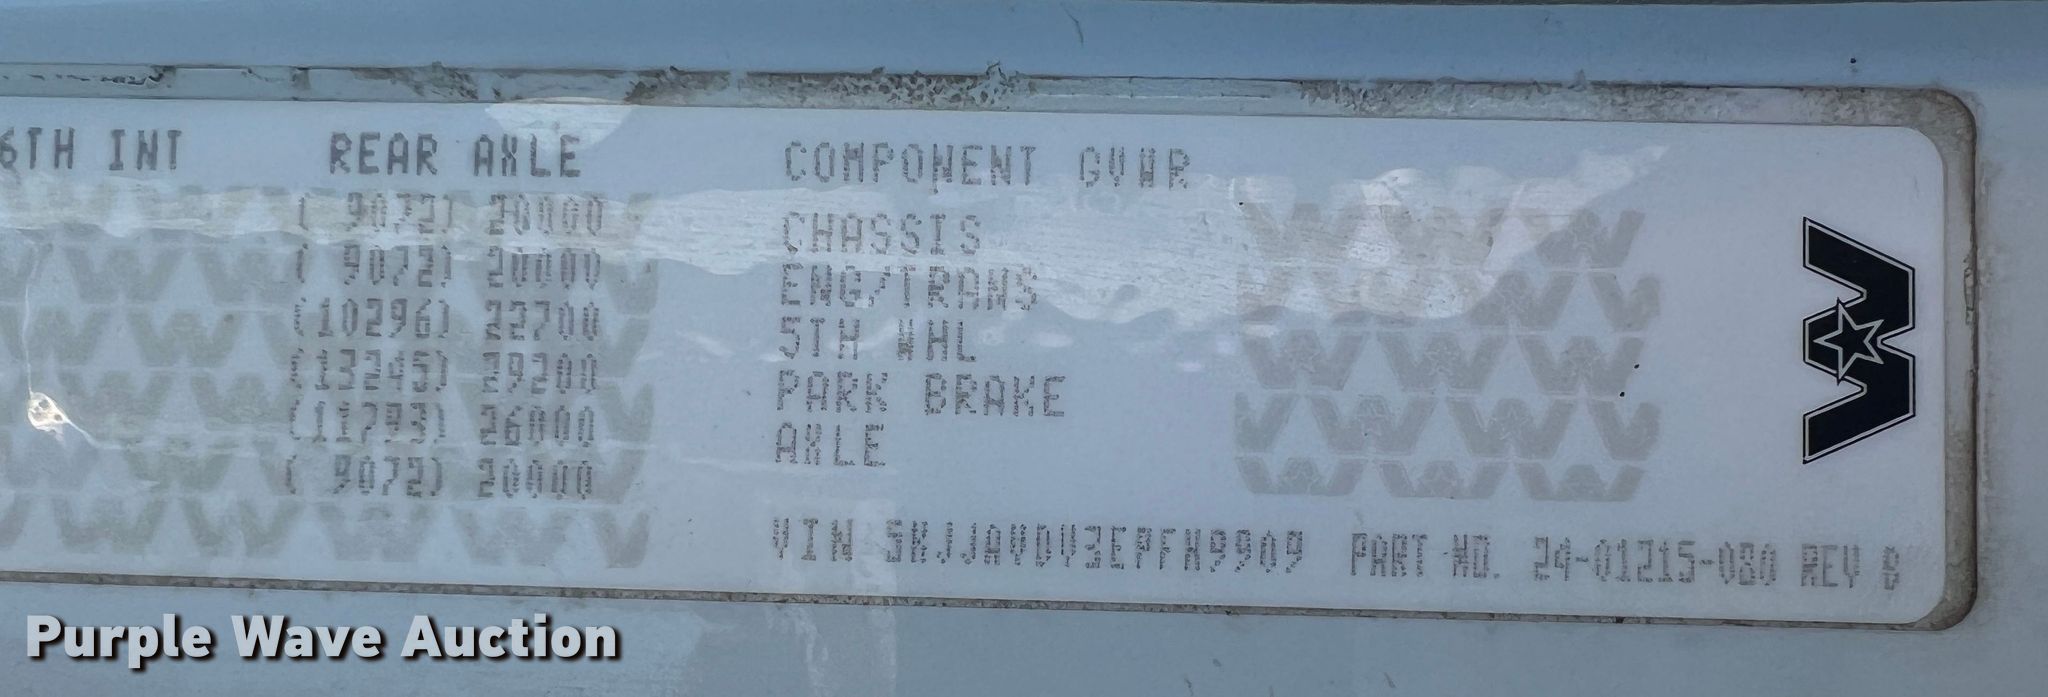 6TH INT REAR AXLE COMPONENT GVWR
( 9072) 20000 CHASSIS
( 9072) 20000 ENG/TRANS
(10296) 22700 5TH WHL
(13245) 29200 PARK BRAKE
(11793) 26000 AXLE
( 9072) 20000
VIN PART NO. 24-01215-080 REV
Purple Wave Auction